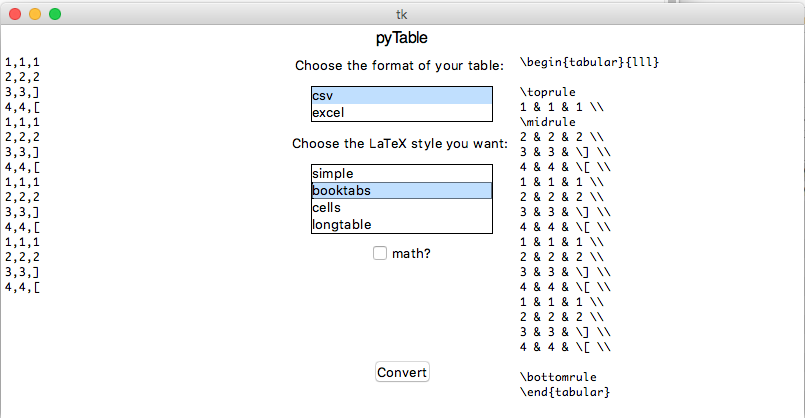 tk
pyTable
1,1,1
2,2,2
3,3,]
4,4,[
1,1,1
2,2,2
3,3,]
4,4,[
1,1,1
2,2,2
3,3,]
4,4,[
1,1,1
2,2,2
3,3,]
4,4,[
Choose the format of your table:
csv
excel
Choose the LaTeX style you want:
simple
booktabs
cells
longtable
math?
Convert
\begin{tabular}{lll}
\toprule
1 & 1 & 1 \\
\midrule
2 & 2 & 2 \\
3 & 3 & \] \\
4 & 4 & \[ \\
1 & 1 & 1 \\
2 & 2 & 2 \\
3 & 3 & \] \\
4 & 4 & \[ \\
1 & 1 & 1 \\
2 & 2 & 2 \\
3 & 3 & \] \\
4 & 4 & \[ \\
1 & 1 & 1 \\
2 & 2 & 2 \\
3 & 3 & \] \\
4 & 4 & \[ \\
\bottomrule
\end{tabular}